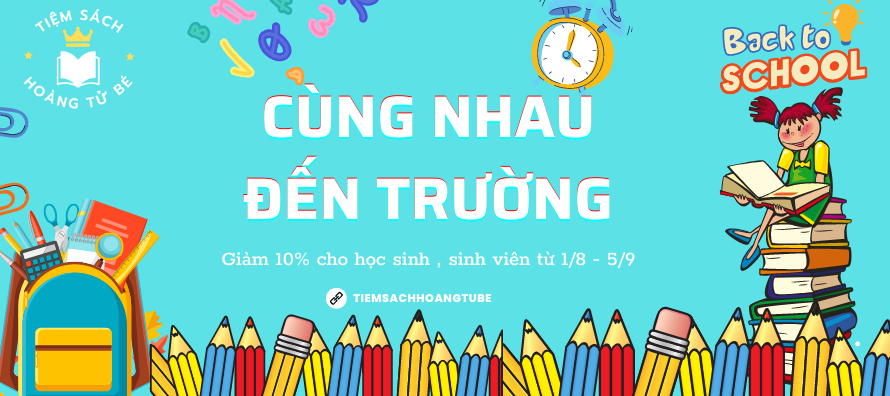 TIỆM SÁCH
HOÀNG TỬ BÉ
Back to
SCHOOL
CÙNG NHAU
ĐẾN TRƯỜNG
Giảm 10% cho học sinh , sinh viên từ 1/8 - 5/9
TIEMSACHHOANGTUBE